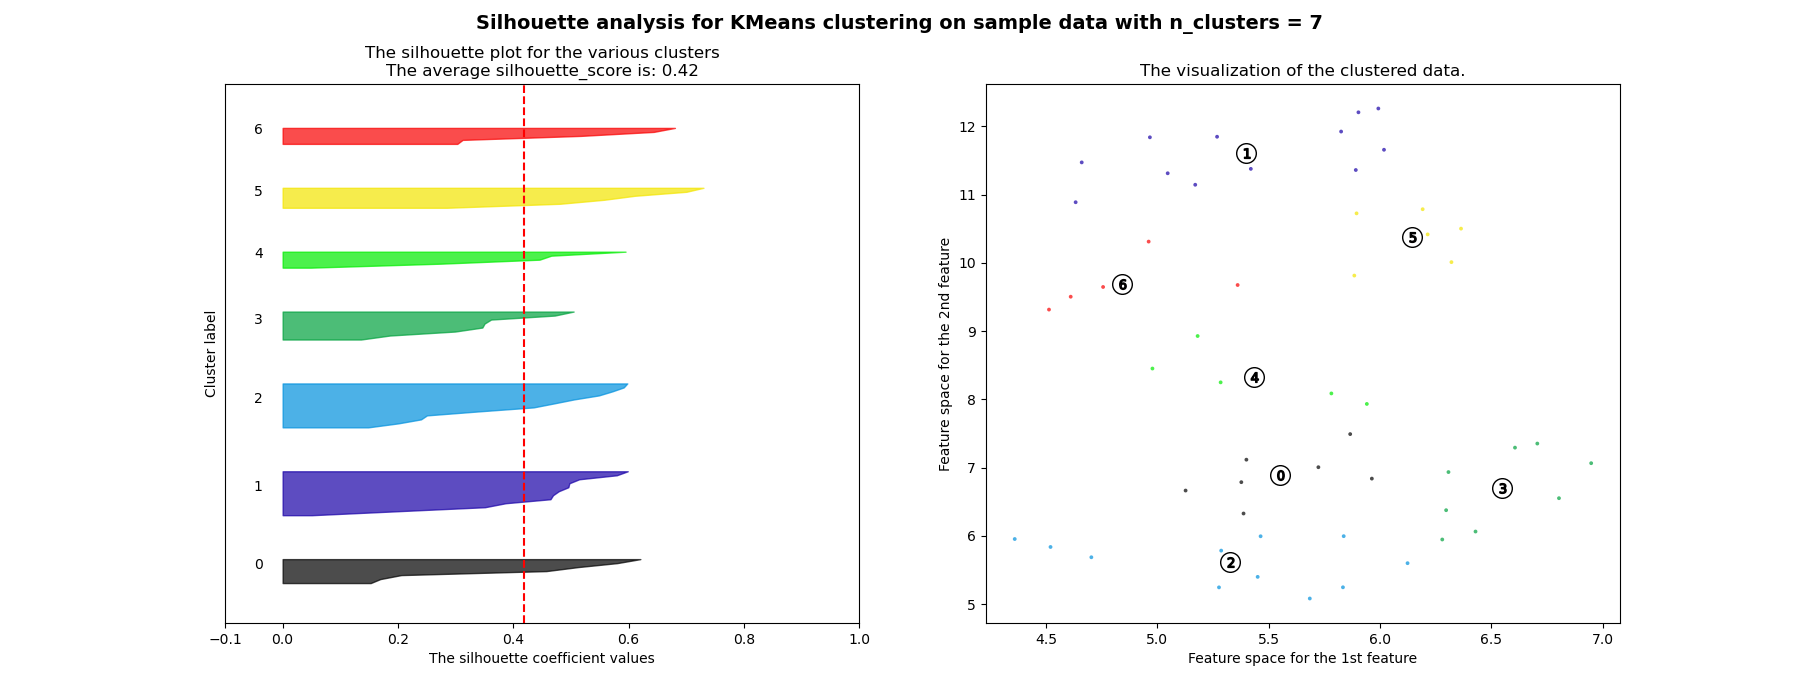 Silhouette analysis for KMeans clustering on sample data with n_clusters = 7
The silhouette plot for the various clusters
The average silhouette_score is: 0.42
Cluster label
6
5
4
3
2
1
0
−0.1 0.0 0.2 0.4 0.6 0.8 1.0
The silhouette coefficient values
The visualization of the clustered data.
Feature space for the 2nd feature
12
11
10
9
8
7
6
5
1
5
6
4
0
3
2
4.5 5.0 5.5 6.0 6.5 7.0
Feature space for the 1st feature